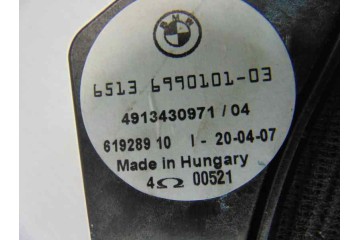 BMW
6513 6990101-03
4913430971 / 04
619289 10 I - 20-04-07
Made in Hungary
4Ω 00521